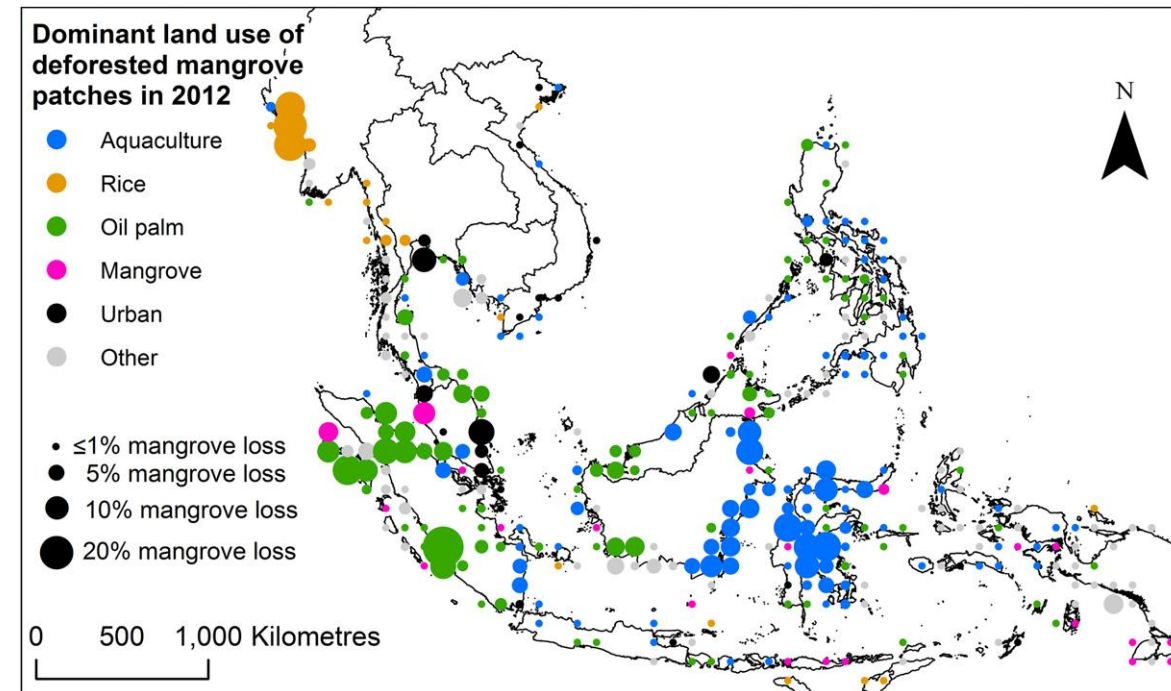 Dominant land use of
deforested mangrove
patches in 2012
Aquaculture
Rice
Oil palm
Mangrove
Urban
Other
≤1% mangrove loss
5% mangrove loss
10% mangrove loss
20% mangrove loss
0 500 1,000 Kilometres
N